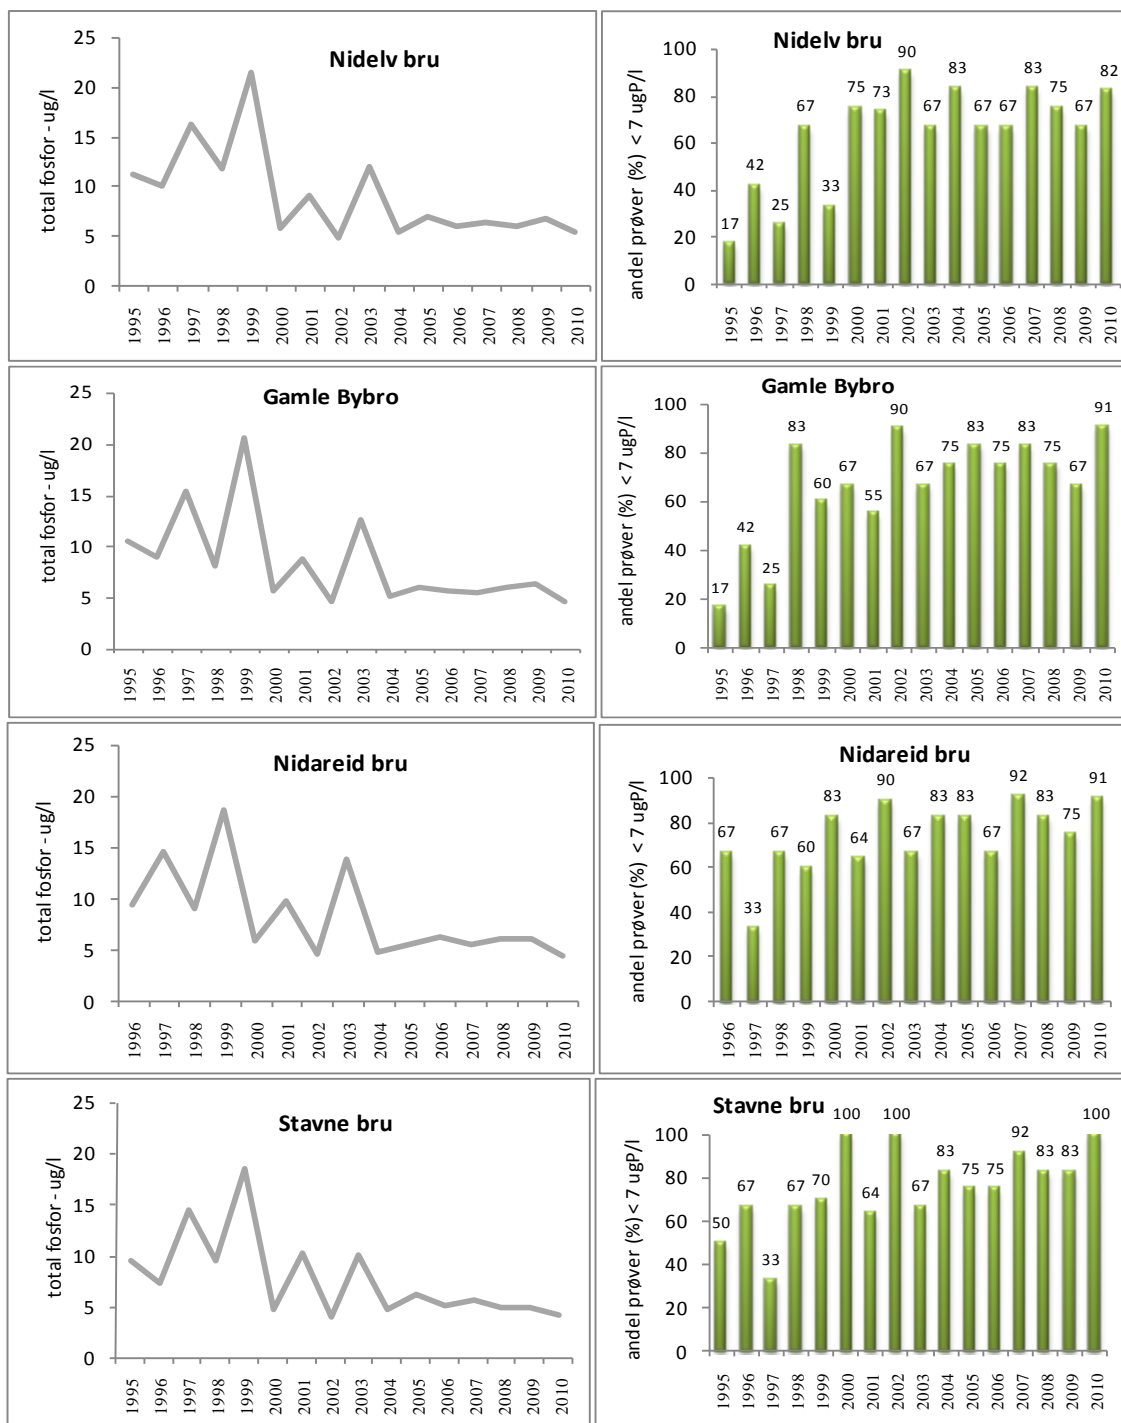 Nidelv bru
total fosfor - ug/l
25
20
15
10
5
0
1995 1996 1997 1998 1999 2000 2001 2002 2003 2004 2005 2006 2007 2008 2009 2010
Nidelv bru
andel prøver (%) < 7 ugP/l
100
80
60
40
20
0
17 42 25 67 33 75 73 90 67 83 67 67 83 75 67 82
1995 1996 1997 1998 1999 2000 2001 2002 2003 2004 2005 2006 2007 2008 2009 2010
Gamle Bybro
total fosfor - ug/l
25
20
15
10
5
0
1995 1996 1997 1998 1999 2000 2001 2002 2003 2004 2005 2006 2007 2008 2009 2010
Gamle Bybro
andel prøver (%) < 7 ugP/l
100
80
60
40
20
0
17 42 25 83 60 67 55 90 67 75 83 75 83 75 67 91
1995 1996 1997 1998 1999 2000 2001 2002 2003 2004 2005 2006 2007 2008 2009 2010
Nidareid bru
total fosfor - ug/l
25
20
15
10
5
0
1996 1997 1998 1999 2000 2001 2002 2003 2004 2005 2006 2007 2008 2009 2010
Nidareid bru
andel prøver (%) < 7 ugP/l
100
80
60
40
20
0
67 33 67 60 83 64 90 67 83 83 67 92 83 75 91
1996 1997 1998 1999 2000 2001 2002 2003 2004 2005 2006 2007 2008 2009 2010
Stavne bru
total fosfor - ug/l
25
20
15
10
5
0
1995 1996 1997 1998 1999 2000 2001 2002 2003 2004 2005 2006 2007 2008 2009 2010
Stavne bru
andel prøver (%) < 7 ugP/l
100
80
60
40
20
0
50 67 33 67 70 100 64 100 67 83 75 75 92 83 83 100
1995 1996 1997 1998 1999 2000 2001 2002 2003 2004 2005 2006 2007 2008 2009 2010